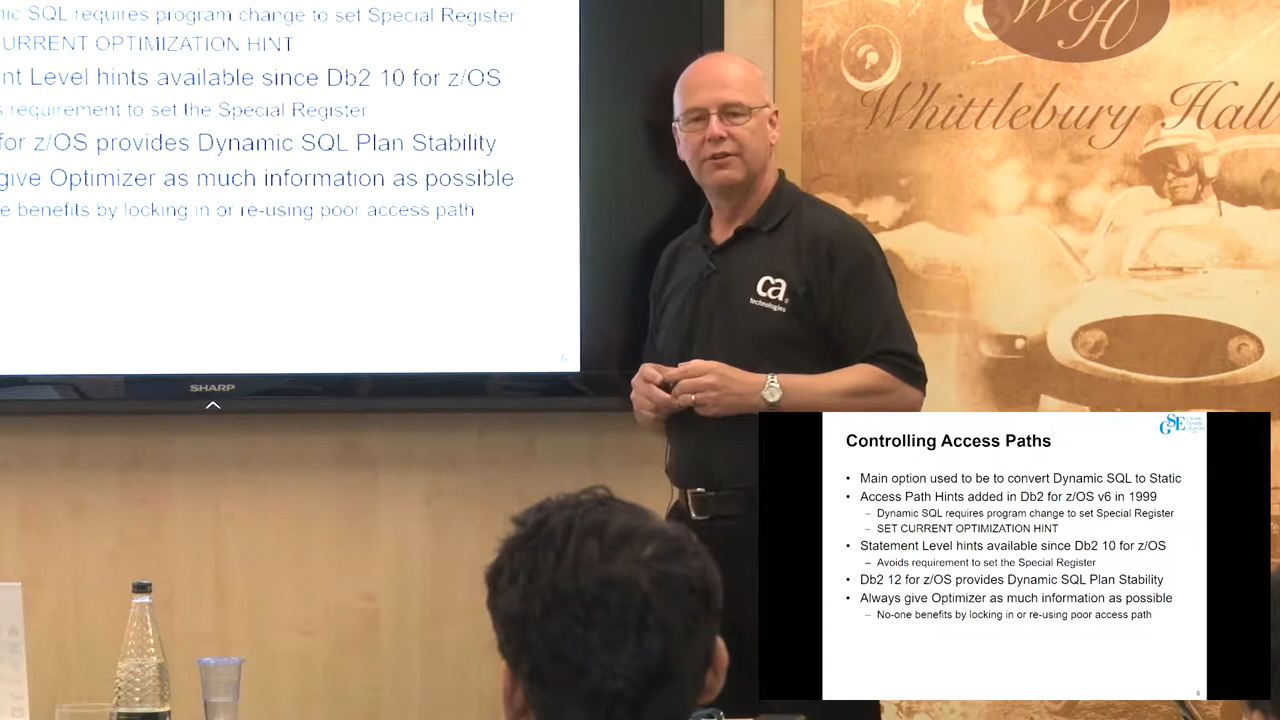 nic SQL requires program change to set Special Register
CURRENT OPTIMIZATION HINT
nt Level hints available since Db2 10 for z/OS
s requirement to set the Special Register
for z/OS provides Dynamic SQL Plan Stability
give Optimizer as much information as possible
e benefits by locking in or re-using poor access path
6
SHARP
WH
Whittlebury Hall
ca
technologies
GSE
Controlling Access Paths
• Main option used to be to convert Dynamic SQL to Static
• Access Path Hints added in Db2 for z/OS v6 in 1999
– Dynamic SQL requires program change to set Special Register
– SET CURRENT OPTIMIZATION HINT
• Statement Level hints available since Db2 10 for z/OS
– Avoids requirement to set the Special Register
• Db2 12 for z/OS provides Dynamic SQL Plan Stability
• Always give Optimizer as much information as possible
– No-one benefits by locking in or re-using poor access path
6